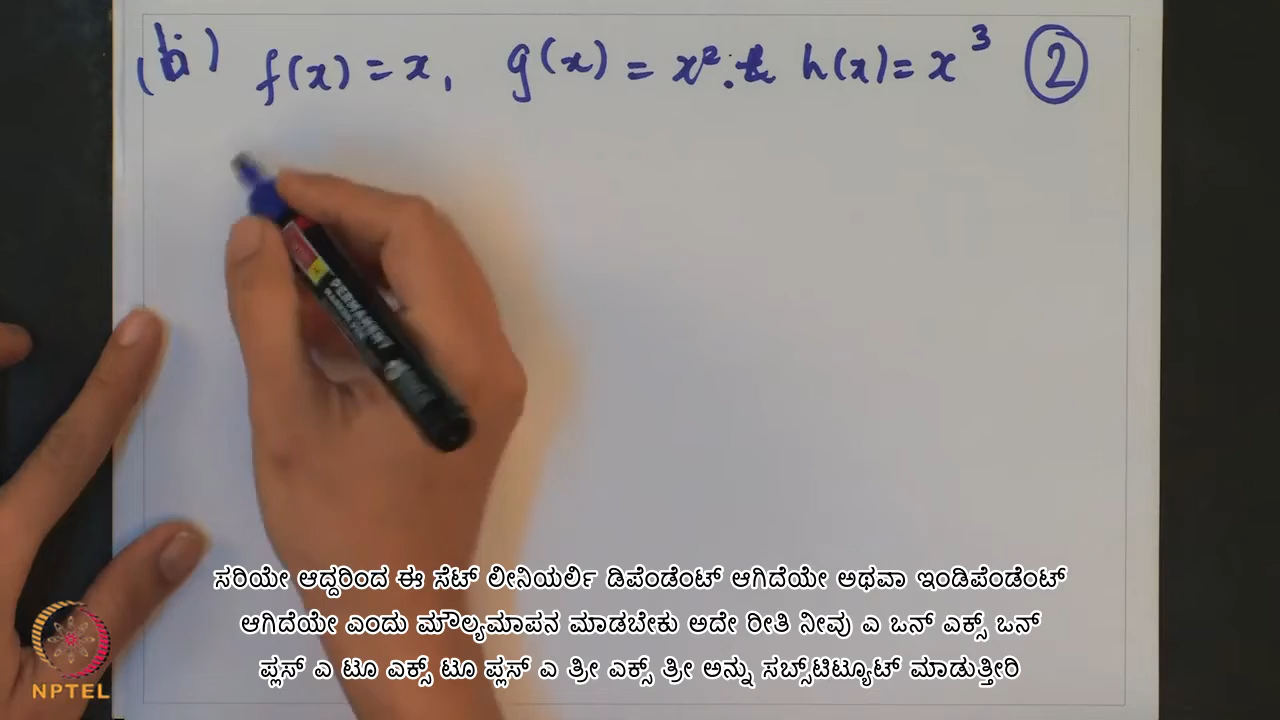 (b) f(x) = x, g(x) = x² & h(x) = x³ ②
ಸರಿಯೇ ಆದ್ದರಿಂದ ಈ ಸೆಟ್ ಲೀನಿಯರ್ಲಿ ಡಿಪೆಂಡೆಂಟ್ ಆಗಿದೆಯೇ ಅಥವಾ ಇಂಡಿಪೆಂಡೆಂಟ್
ಆಗಿದೆಯೇ ಎಂದು ಮೌಲ್ಯಮಾಪನ ಮಾಡಬೇಕು ಅದೇ ರೀತಿ ನೀವು ಎ ಒನ್ ಎಕ್ಸ್ ಒನ್
ಪ್ಲಸ್ ಎ ಟೂ ಎಕ್ಸ್ ಟೂ ಪ್ಲಸ್ ಎ ತ್ರೀ ಎಕ್ಸ್ ತ್ರೀ ಅನ್ನು ಸಬ್ಸ್ಟಿಟ್ಯೂಟ್ ಮಾಡುತ್ತೀರಿ
NPTEL